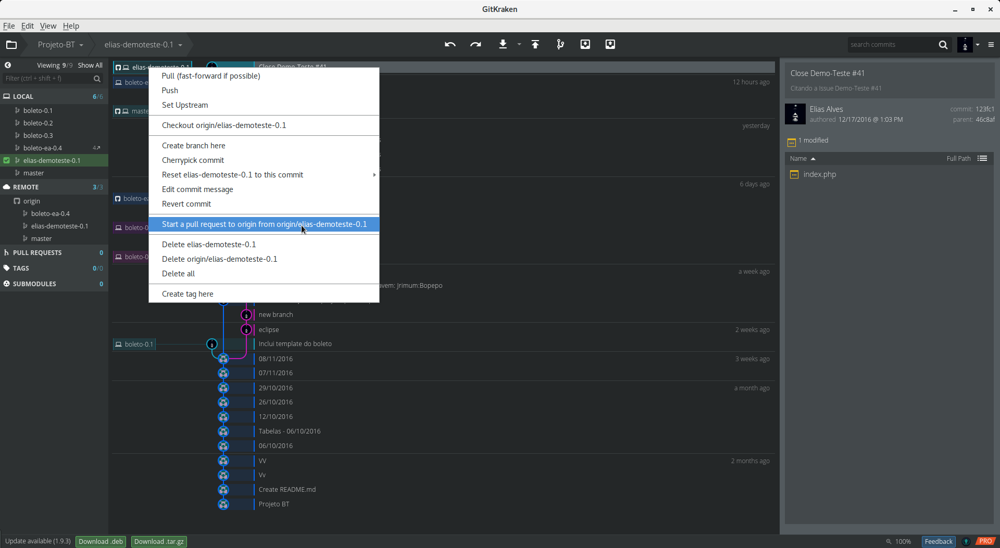 GitKraken
File Edit View Help
Projeto-BT
elias-demoteste-0.1
search commits
Viewing 9/9 Show All
Filter (ctrl + shift + f)
LOCAL 6/6
boleto-0.1
boleto-0.2
boleto-0.3
boleto-ea-0.4 4↗
elias-demoteste-0.1
master
REMOTE 3/3
origin
boleto-ea-0.4
elias-demoteste-0.1
master
PULL REQUESTS 0
TAGS 0/0
SUBMODULES 0
elias-demoteste-0.1 Close Demo-Teste #41
boleto-e 12 hours ago
maste
yesterday
6 days ago
boleto-ea
boleto-0
boleto-0
a week ago
avem: Jrimum:Bopepo
new branch
eclipse 2 weeks ago
boleto-0.1 Inclui template do boleto
08/11/2016 3 weeks ago
07/11/2016
29/10/2016 a month ago
26/10/2016
12/10/2016
Tabelas - 06/10/2016
06/10/2016
VV 2 months ago
Vv
Create README.md
Projeto BT
Pull (fast-forward if possible)
Push
Set Upstream
Checkout origin/elias-demoteste-0.1
Create branch here
Cherrypick commit
Reset elias-demoteste-0.1 to this commit
Edit commit message
Revert commit
Start a pull request to origin from origin/elias-demoteste-0.1
Delete elias-demoteste-0.1
Delete origin/elias-demoteste-0.1
Delete all
Create tag here
Close Demo-Teste #41
Citando a Issue Demo-Teste #41
Elias Alves commit: 123fc1
authored 12/17/2016 @ 1:03 PM parent: 46c8af
1 modified
Name Full Path
index.php
Update available (1.9.3) Download .deb Download .tar.gz 100% Feedback PRO